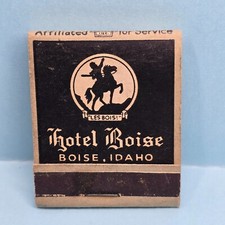 Affiliated for Service
"LES BOIS!"
Hotel Boise
BOISE, IDAHO